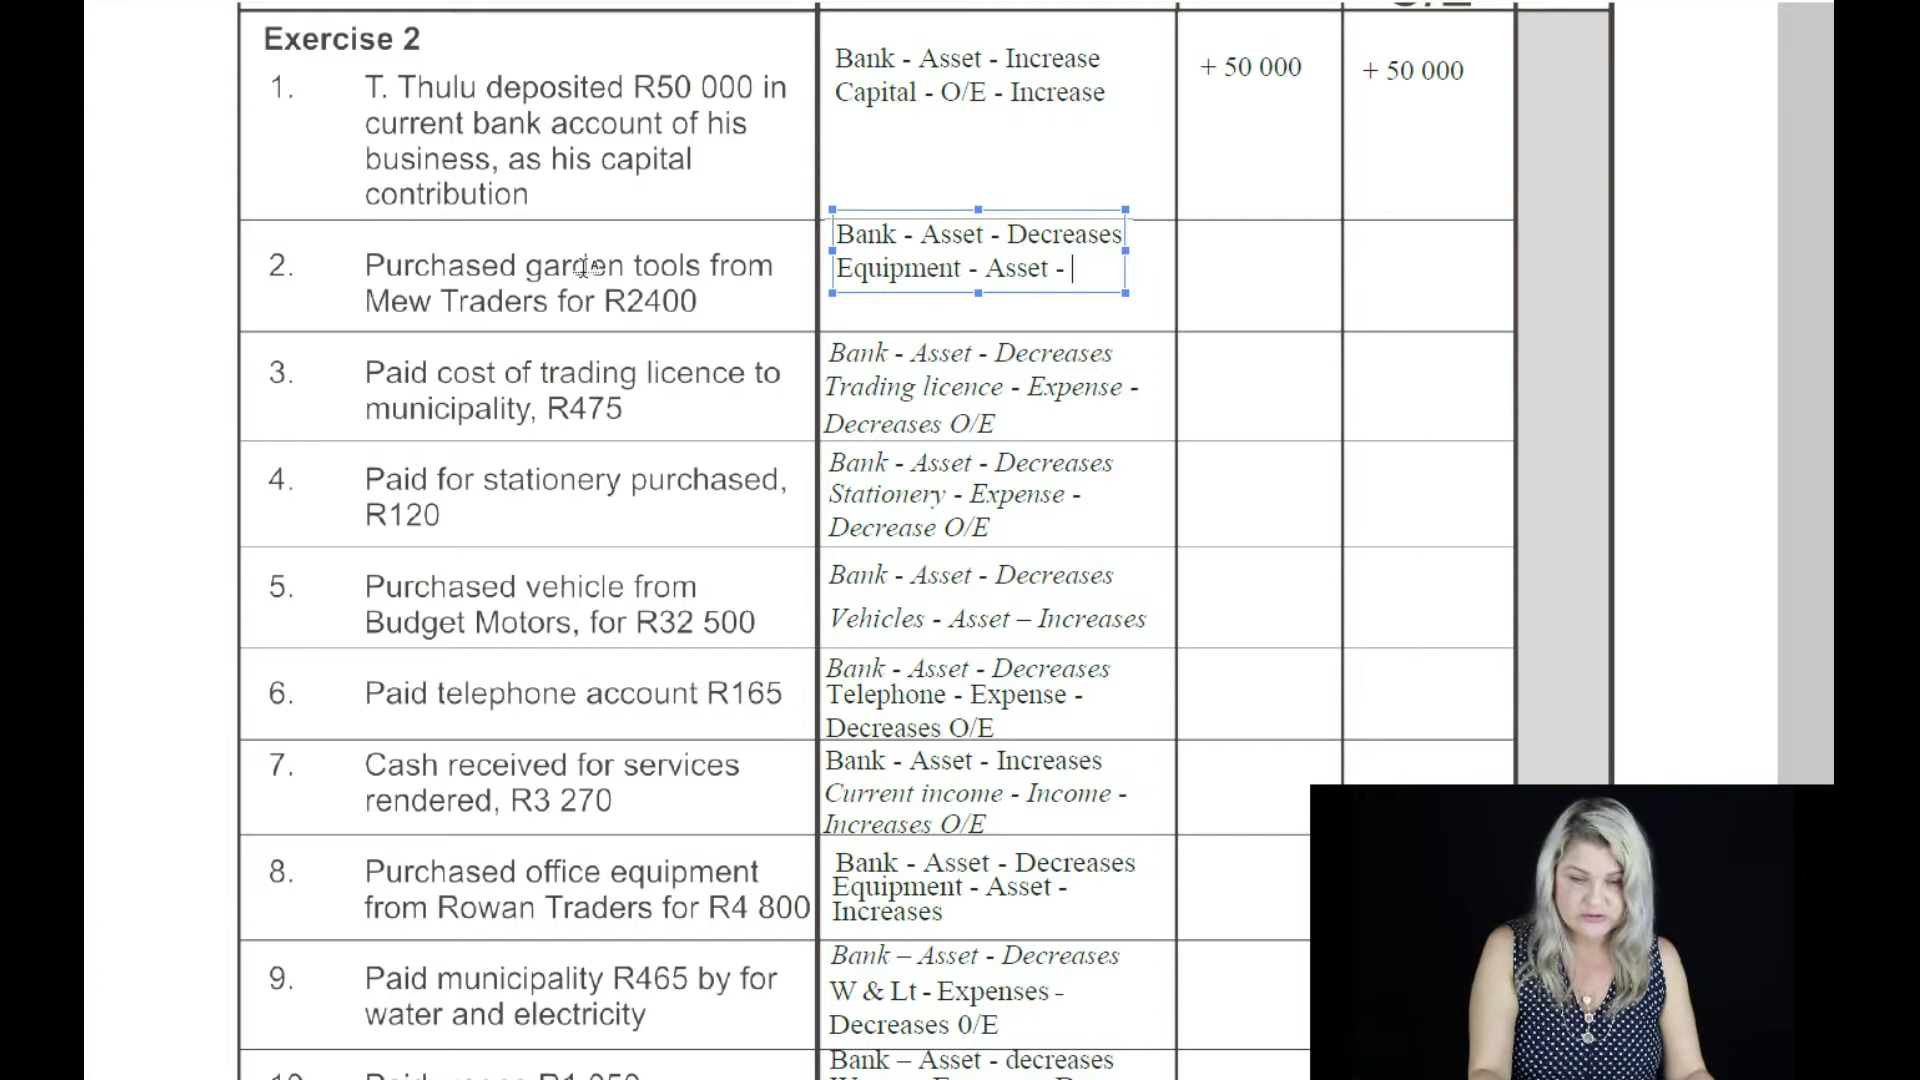 Exercise 2
1. T. Thulu deposited R50 000 in
current bank account of his
business, as his capital
contribution
Bank - Asset - Increase
Capital - O/E - Increase
+ 50 000
+ 50 000
2. Purchased garden tools from
Mew Traders for R2400
Bank - Asset - Decreases
Equipment - Asset -
3. Paid cost of trading licence to
municipality, R475
Bank - Asset - Decreases
Trading licence - Expense -
Decreases O/E
4. Paid for stationery purchased,
R120
Bank - Asset - Decreases
Stationery - Expense -
Decrease O/E
5. Purchased vehicle from
Budget Motors, for R32 500
Bank - Asset - Decreases
Vehicles - Asset – Increases
6. Paid telephone account R165
Bank - Asset - Decreases
Telephone - Expense -
Decreases O/E
7. Cash received for services
rendered, R3 270
Bank - Asset - Increases
Current income - Income -
Increases O/E
8. Purchased office equipment
from Rowan Traders for R4 800
Bank - Asset - Decreases
Equipment - Asset -
Increases
9. Paid municipality R465 by for
water and electricity
Bank – Asset - Decreases
W & Lt - Expenses -
Decreases 0/E
Bank – Asset - decreases